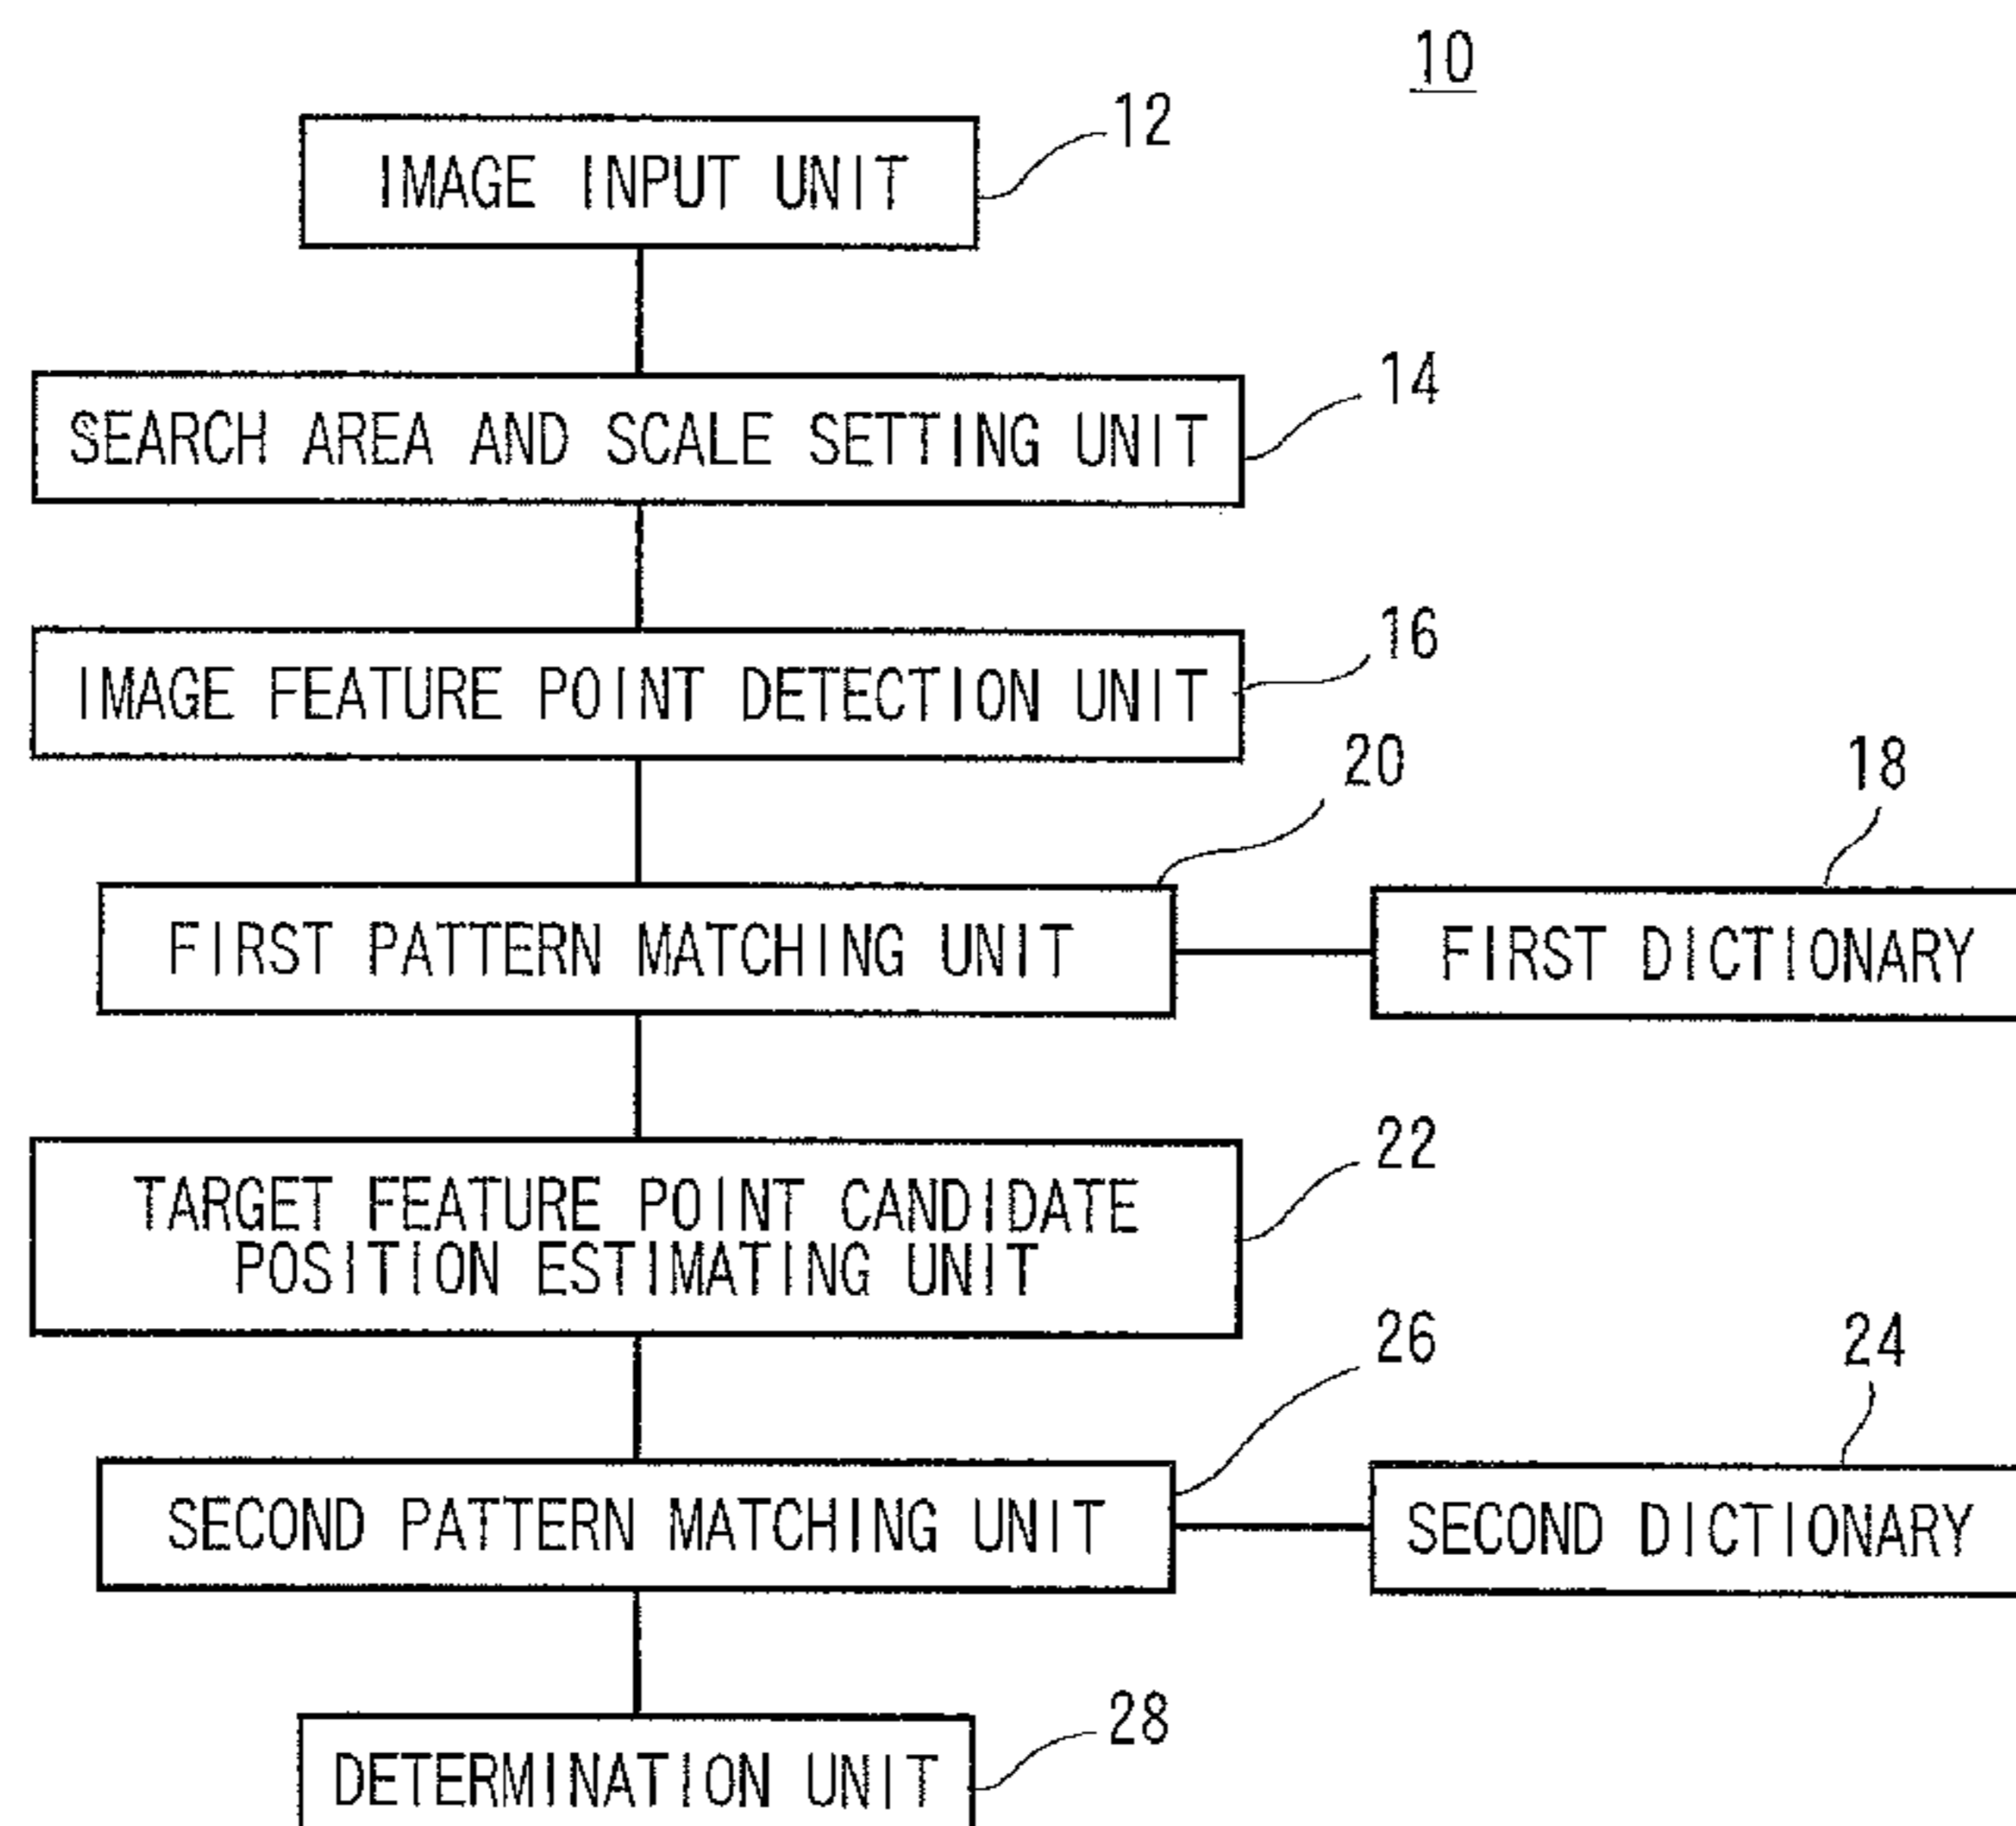 10
IMAGE INPUT UNIT
12
SEARCH AREA AND SCALE SETTING UNIT
14
IMAGE FEATURE POINT DETECTION UNIT
16
FIRST PATTERN MATCHING UNIT
20
FIRST DICTIONARY
18
TARGET FEATURE POINT CANDIDATE
POSITION ESTIMATING UNIT
22
SECOND PATTERN MATCHING UNIT
26
SECOND DICTIONARY
24
DETERMINATION UNIT
28